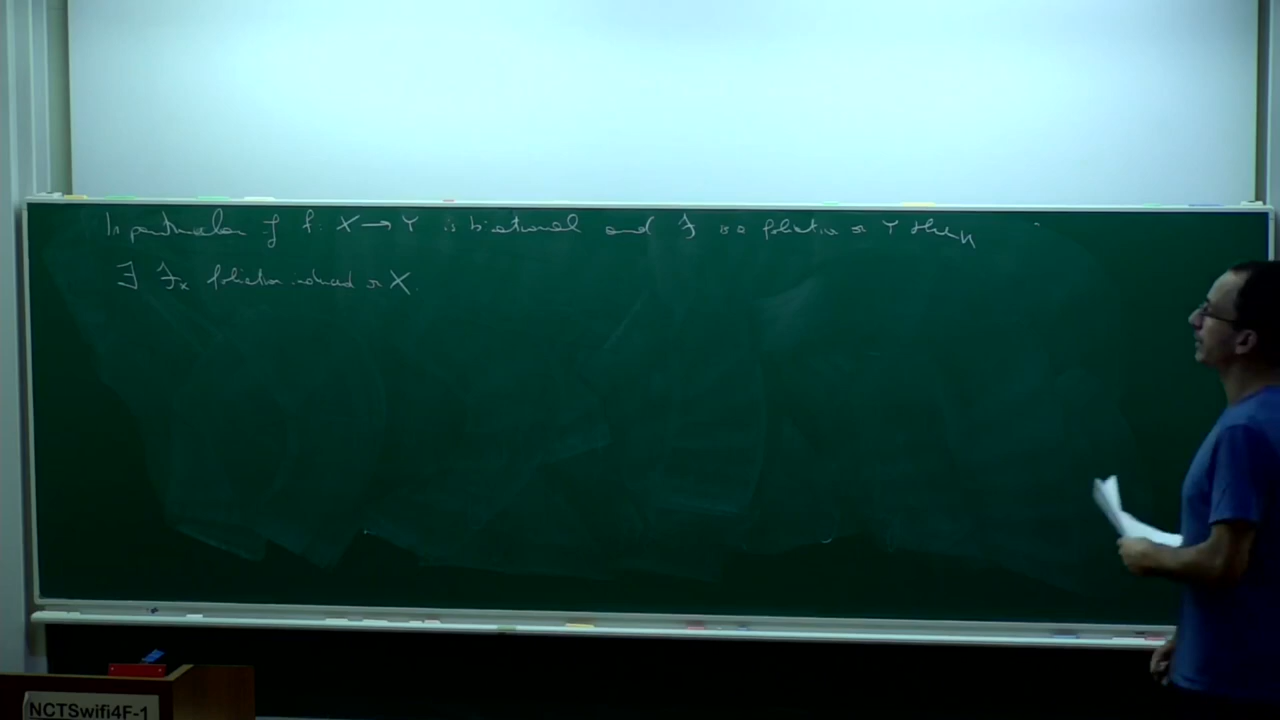 In particular if f: X → Y is birational and ℱ is a foliation on Y then
∃ ℱ_X foliation induced on X.
NCTSwifi4F-1